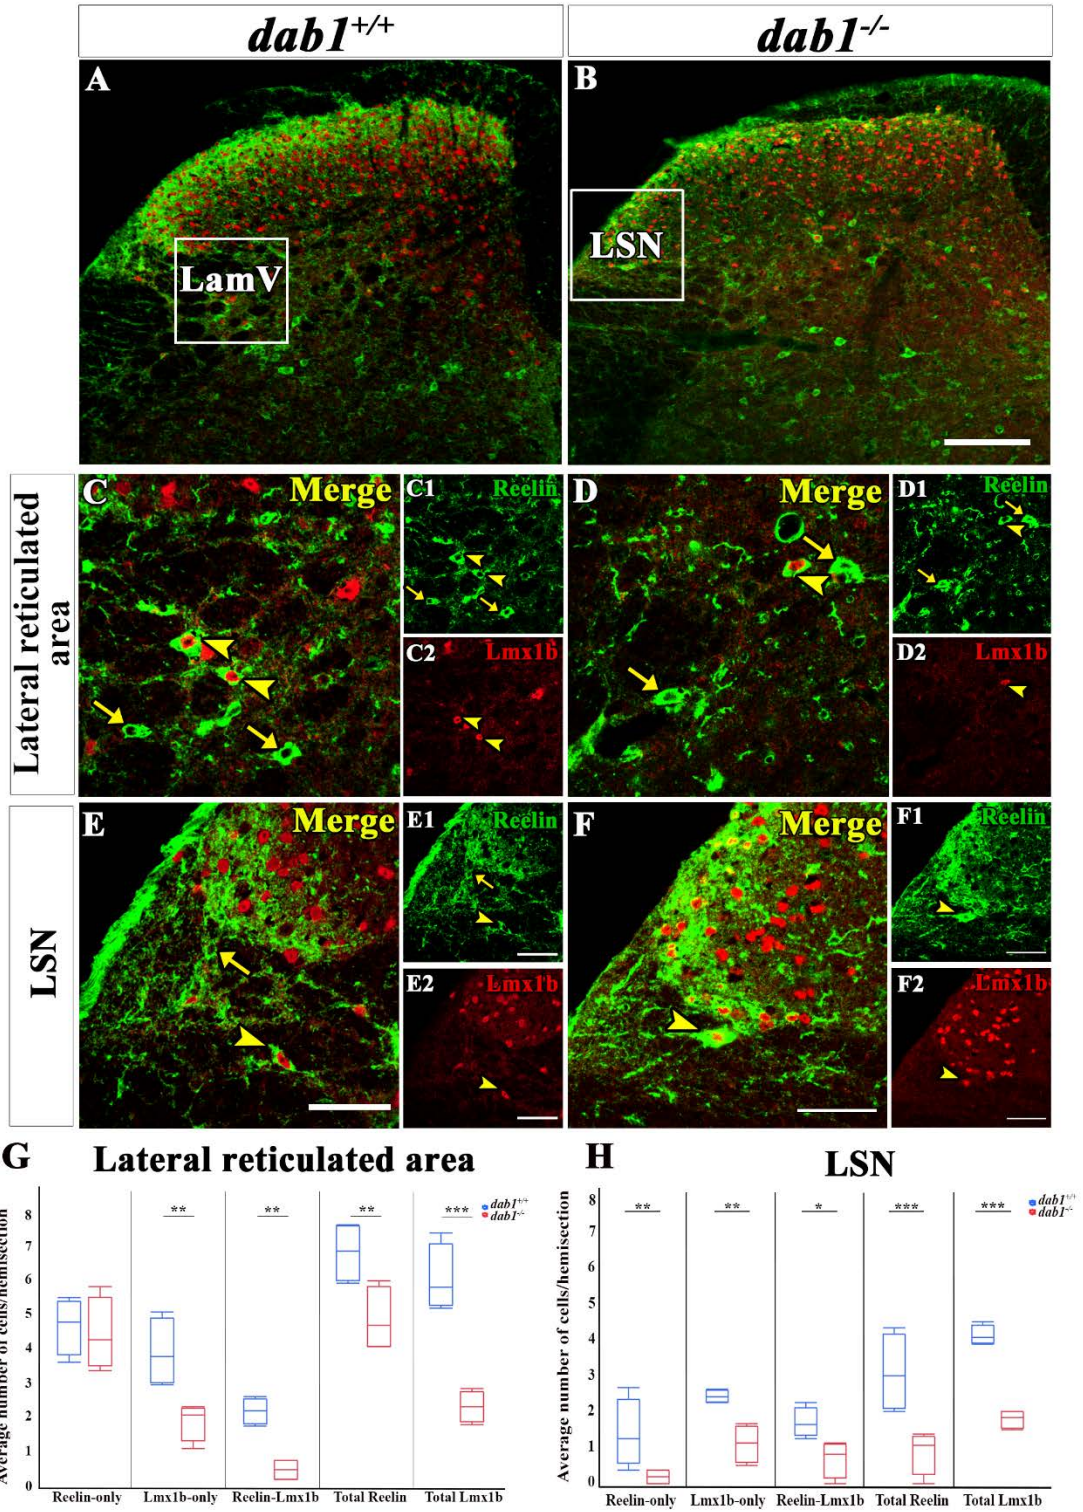 dab1+/+
dab1-/-
A
LamV
B
LSN
Lateral reticulated
area
C
Merge
C1
Reelin
C2
Lmx1b
D
Merge
D1
Reelin
D2
Lmx1b
LSN
E
Merge
E1
Reelin
E2
Lmx1b
F
Merge
F1
Reelin
F2
Lmx1b
G
Lateral reticulated area
Average number of cells/hemisection
8
7
6
5
4
3
2
1
0
** ** ** ***
dab1+/+
dab1-/-
Reelin-only Lmx1b-only Reelin-Lmx1b Total Reelin Total Lmx1b
H
LSN
Average number of cells/hemisection
8
7
6
5
4
3
2
1
0
** ** * *** ***
dab1+/+
dab1-/-
Reelin-only Lmx1b-only Reelin-Lmx1b Total Reelin Total Lmx1b